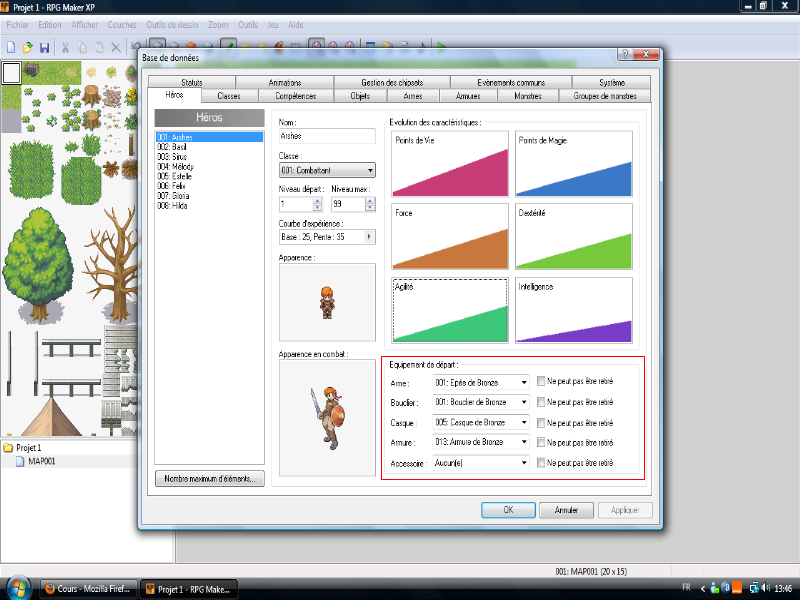 Projet 1 - RPG Maker XP
Fichier Edition Afficher Couches Outils de dessin Zoom Outils Jeu Aide
Base de données
Statuts Animations Gestion des chipsets Evènements communs Système
Héros Classes Compétences Objets Armes Armures Monstres Groupes de monstres
Héros
001: Arshes
002: Basil
003: Sirus
004: Mélody
005: Estelle
006: Felix
007: Gloria
008: Hilda
Nombre maximum d'éléments...
Nom :
Arshes
Classe :
001: Combattant
Niveau départ : Niveau max :
1 99
Courbe d'expérience :
Base : 25, Pente : 35
Apparence :
Apparence en combat :
Evolution des caractéristiques :
Points de Vie Points de Magie
Force Dextérité
Agilité Intelligence
Equipement de départ :
Arme : 001: Epée de Bronze Ne peut pas être retiré
Bouclier : 001: Bouclier de Bronze Ne peut pas être retiré
Casque : 005: Casque de Bronze Ne peut pas être retiré
Armure : 013: Armure de Bronze Ne peut pas être retiré
Accessoire : Aucun(e) Ne peut pas être retiré
OK Annuler Appliquer
Projet 1
MAP001
001: MAP001 (20 x 15)
Cours - Mozilla Firef... Projet 1 - RPG Make... FR 13:46